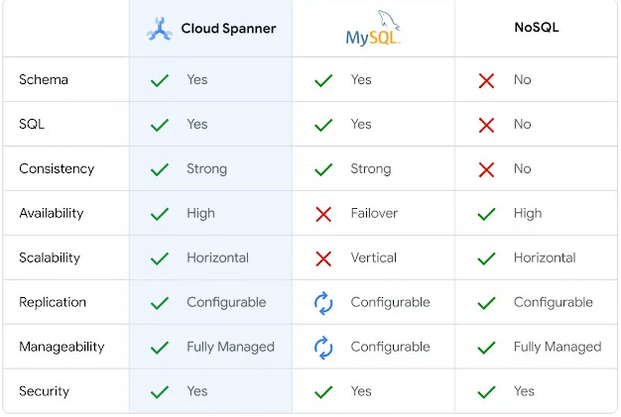 Cloud Spanner MySQL NoSQL
Schema Yes Yes No
SQL Yes Yes No
Consistency Strong Strong No
Availability High Failover High
Scalability Horizontal Vertical Horizontal
Replication Configurable Configurable Configurable
Manageability Fully Managed Configurable Fully Managed
Security Yes Yes Yes